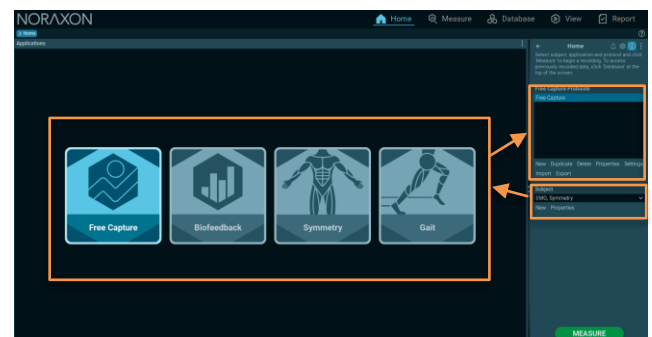 NORAXON
Home Measure Database View Report
Home
Applications
Home
Select subject, application and protocol and click
'Measure' to begin a recording. To access
previously recorded data, click 'Database' at the
top of the screen.
Free Capture Protocols
Free Capture
New Duplicate Delete Properties Settings
Import Export
Subject
EMG, Symmetry
New Properties
Free Capture
Biofeedback
Symmetry
Gait
MEASURE